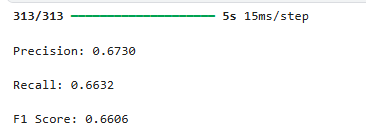 313/313 ━━━━━━━━━━━━━━━━━━━━ 5s 15ms/step
Precision: 0.6730
Recall: 0.6632
F1 Score: 0.6606